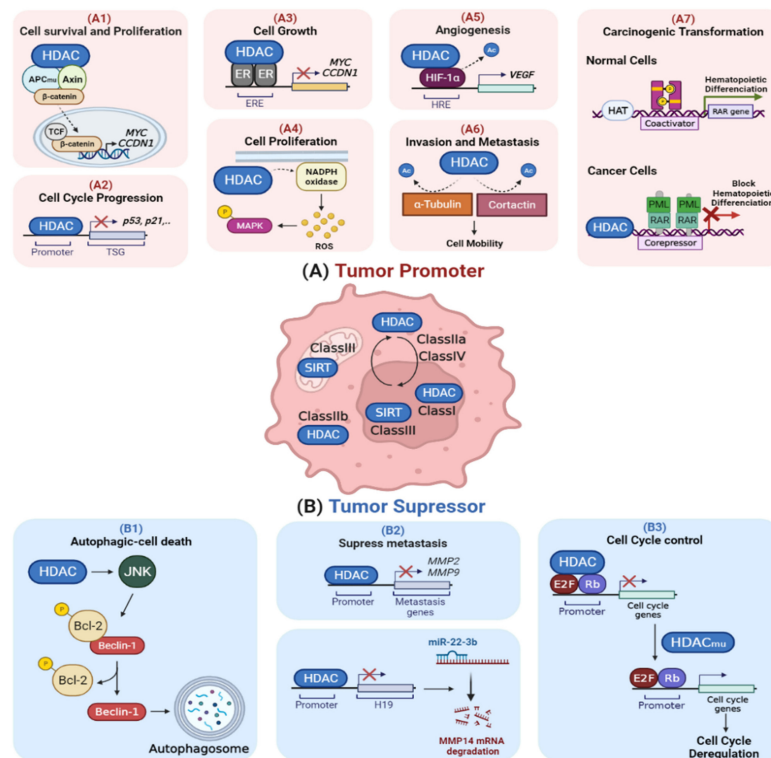 (A1)
Cell survival and Proliferation
HDAC
APCmu
Axin
β-catenin
TCF
β-catenin
MYC
CCDN1
(A2)
Cell Cycle Progression
HDAC
p53, p21,..
Promoter
TSG
(A3)
Cell Growth
HDAC
ER
ER
MYC
CCDN1
ERE
(A4)
Cell Proliferation
HDAC
NADPH
oxidase
P
MAPK
ROS
(A5)
Angiogenesis
HDAC
Ac
HIF-1α
VEGF
HRE
(A6)
Invasion and Metastasis
HDAC
Ac
Ac
α-Tubulin
Cortactin
Cell Mobility
(A7)
Carcinogenic Transformation
Normal Cells
Hematopoietic
Differenciation
HAT
P
P
RAR gene
Coactivator
Cancer Cells
Block
Hematopoietic
Differenciation
PML
PML
RAR
RAR
HDAC
Corepressor
(A) Tumor Promoter
HDAC
ClassIII
SIRT
ClassIIa
ClassIV
HDAC
ClassI
SIRT
ClassIII
ClassIIb
HDAC
(B) Tumor Supressor
(B1)
Autophagic-cell death
HDAC
JNK
P
Bcl-2
Beclin-1
P
Bcl-2
Beclin-1
Autophagosome
(B2)
Supress metastasis
HDAC
MMP2
MMP9
Promoter
Metastasis
genes
miR-22-3b
HDAC
Promoter
H19
MMP14 mRNA
degradation
(B3)
Cell Cycle control
HDAC
E2F
Rb
Promoter
Cell cycle
genes
HDACmu
E2F
Rb
Promoter
Cell cycle
genes
Cell Cycle
Deregulation